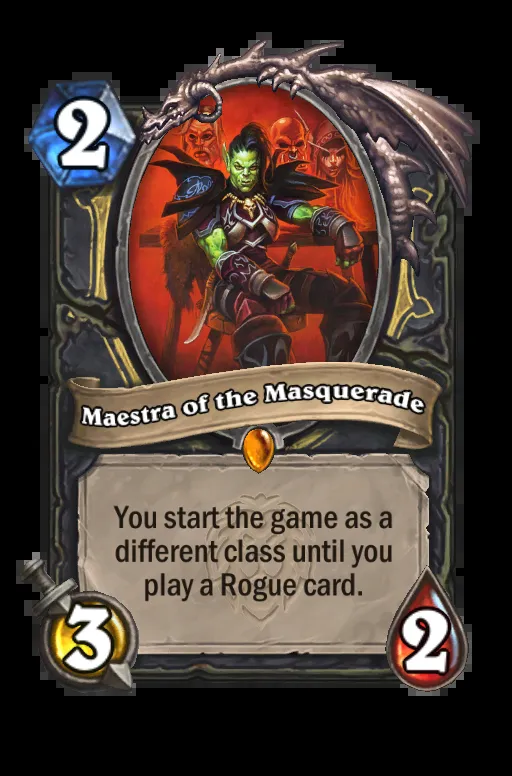 2
Maestra of the Masquerade
You start the game as a
different class until you
play a Rogue card.
3
2